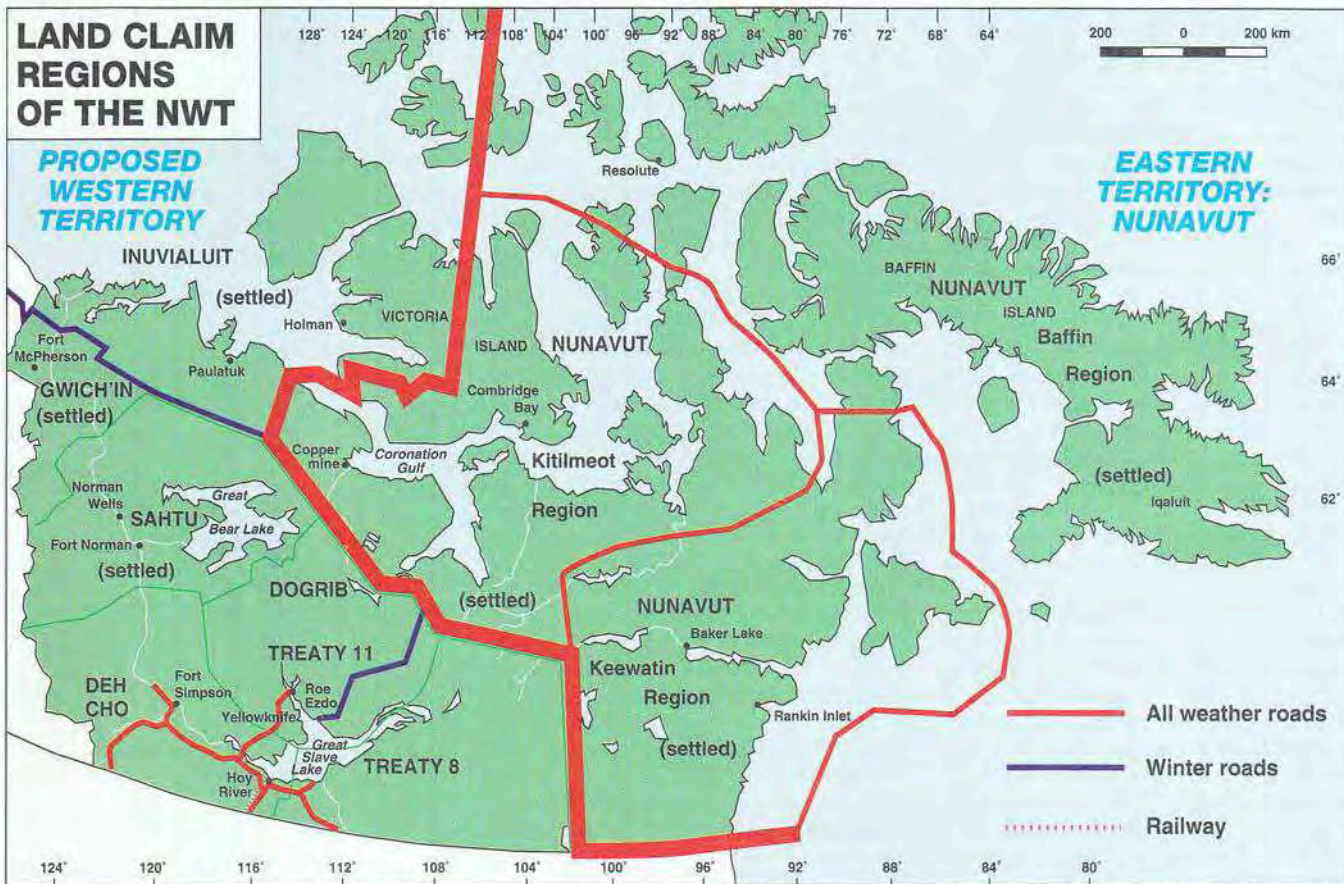 LAND CLAIM
REGIONS
OF THE NWT
128° 124° 120° 116° 112° 108° 104° 100° 96° 92° 88° 84° 80° 76° 72° 68° 64°
200 0 200 km
PROPOSED
WESTERN
TERRITORY
EASTERN
TERRITORY:
NUNAVUT
Resolute
INUVIALUIT
(settled)
Holman
VICTORIA
ISLAND
NUNAVUT
BAFFIN
NUNAVUT
ISLAND
Baffin
Region
66°
64°
62°
Fort
McPherson
GWICH'IN
(settled)
Paulatuk
Combridge
Bay
Copper
mine
Coronation
Gulf
Kitilmeot
Region
(settled)
(settled)
Iqaluit
Norman
Wells
SAHTU
Great
Bear Lake
Fort Norman
(settled)
DOGRIB
NUNAVUT
Baker Lake
Keewatin
Region
Rankin Inlet
(settled)
TREATY 11
DEH
CHO
Fort
Simpson
Roe
Ezdo
Yellowknife
Great
Slave
Lake
TREATY 8
Hoy
River
All weather roads
Winter roads
Railway
124° 120° 116° 112° 108° 104° 100° 96° 92° 88° 84° 80°